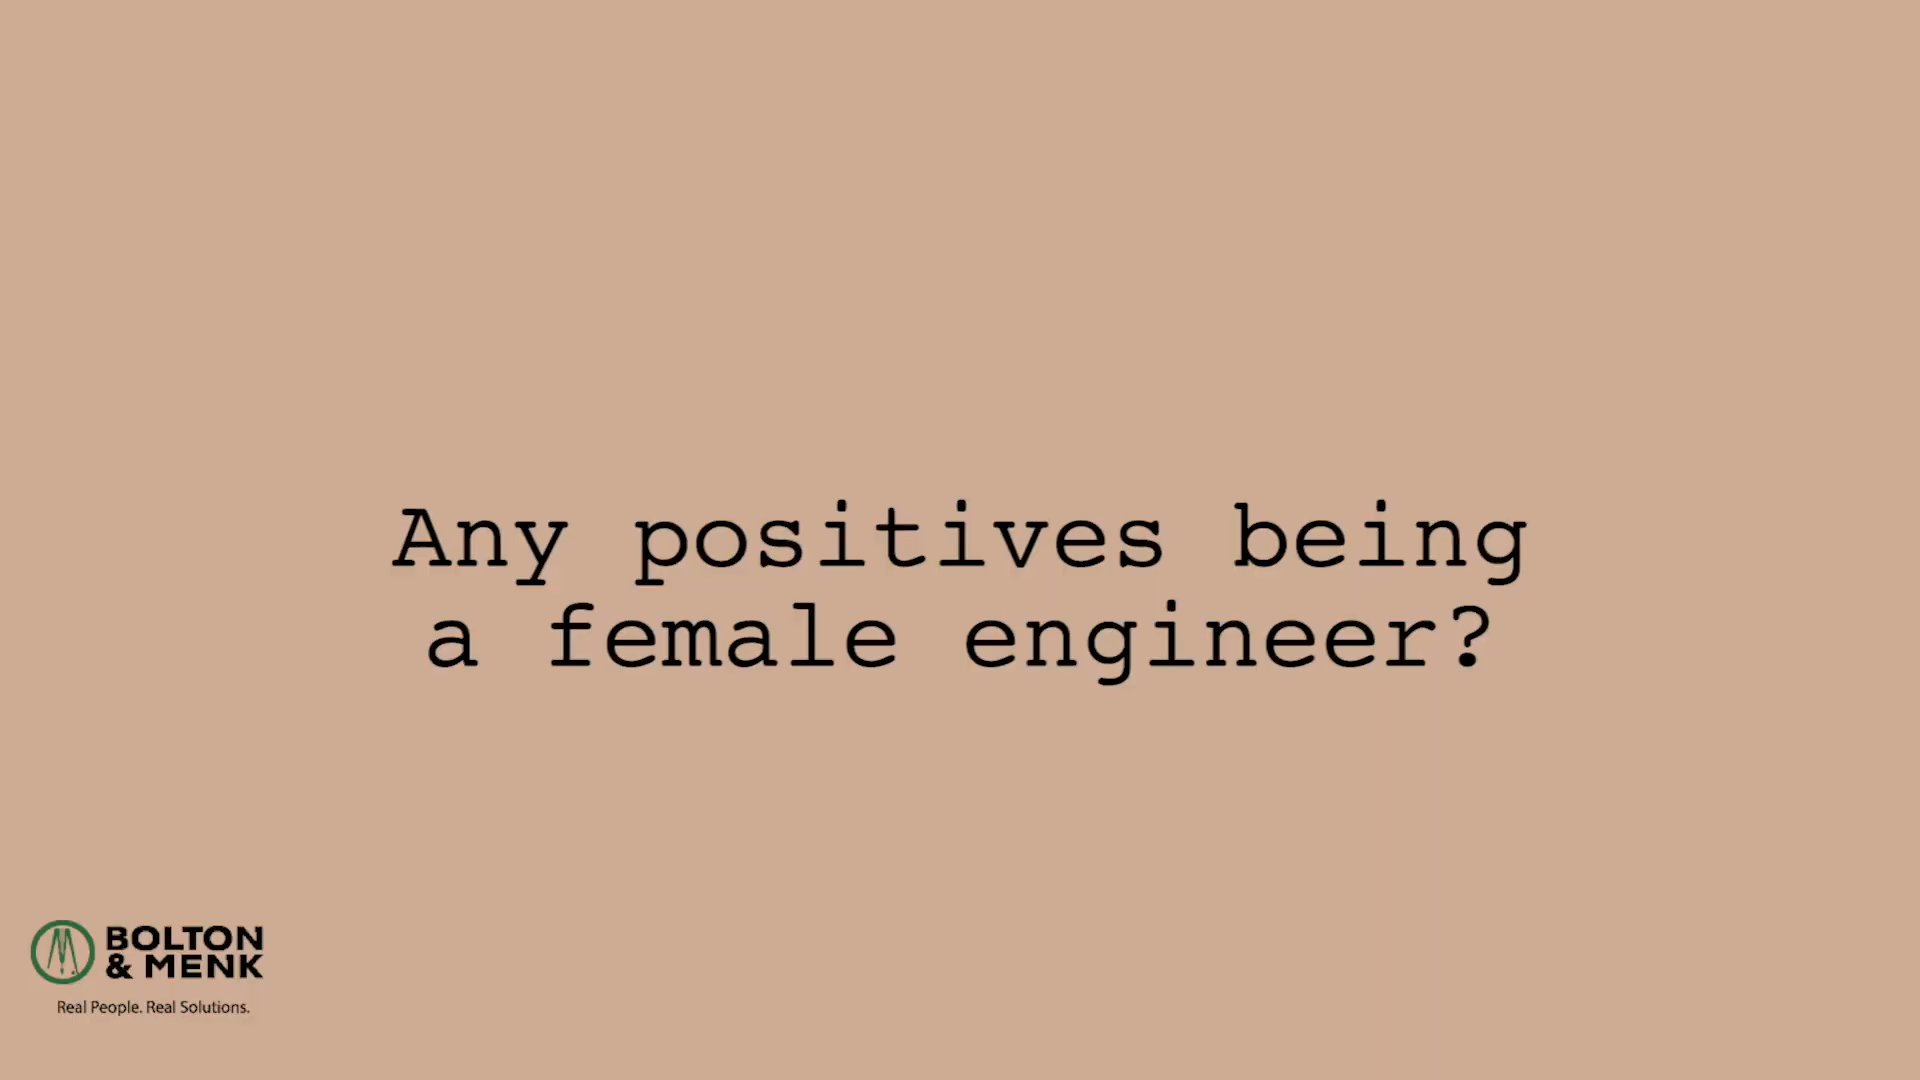 Any positives being
a female engineer?
BOLTON
& MENK
Real People. Real Solutions.